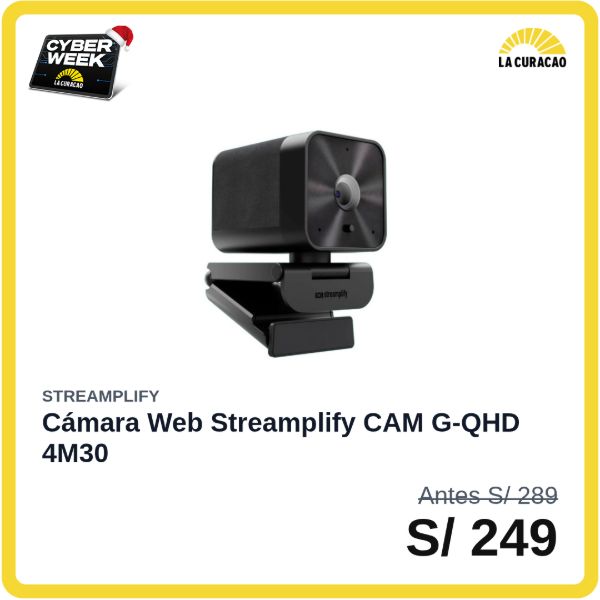 CYBER
WEEK
LA CURACAO
LA CURACAO
streamplify
STREAMPLIFY
Cámara Web Streamplify CAM G-QHD
4M30
Antes S/ 289
S/ 249